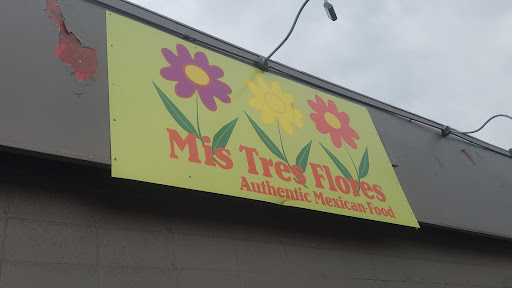 Mis Tres Flores
Authentic Mexican-Food